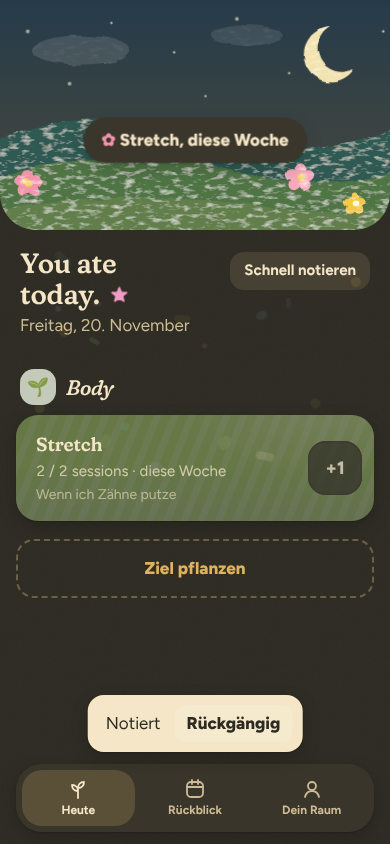 Stretch, diese Woche
You ate
today.
Schnell notieren
Freitag, 20. November
Body
Stretch
2 / 2 sessions · diese Woche
Wenn ich Zähne putze
+1
Ziel pflanzen
Notiert Rückgängig
Heute Rückblick Dein Raum